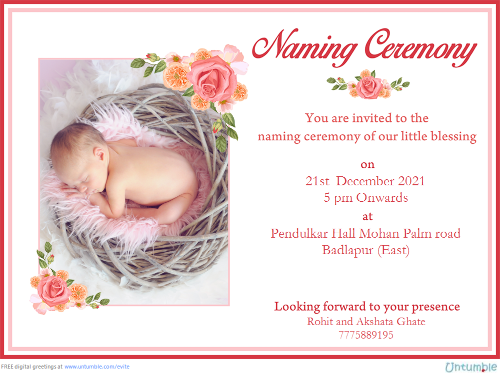 Naming Ceremony
You are invited to the
naming ceremony of our little blessing
on
21st December 2021
5 pm Onwards
at
Pendulkar Hall Mohan Palm road
Badlapur (East)
Looking forward to your presence
Rohit and Akshata Ghate
7775889195
FREE digital greetings at www.untumble.com/evite
Untumble